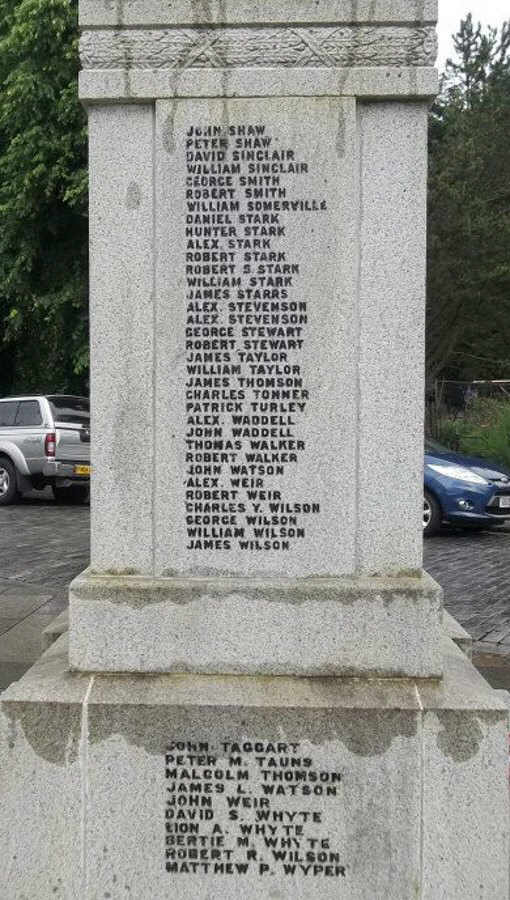 JOHN SHAW
PETER SHAW
DAVID SINCLAIR
WILLIAM SINCLAIR
GEORGE SMITH
ROBERT SMITH
WILLIAM SOMERVILLE
DANIEL STARK
HUNTER STARK
ALEX. STARK
ROBERT STARK
ROBERT S. STARK
WILLIAM STARK
JAMES STARRS
ALEX. STEVENSON
ALEX. STEVENSON
GEORGE STEWART
ROBERT STEWART
JAMES TAYLOR
WILLIAM TAYLOR
JAMES THOMSON
CHARLES TONNER
PATRICK TURLEY
ALEX. WADDELL
JOHN WADDELL
THOMAS WALKER
ROBERT WALKER
JOHN WATSON
ALEX. WEIR
ROBERT WEIR
CHARLES Y. WILSON
GEORGE WILSON
WILLIAM WILSON
JAMES WILSON
JOHN TAGGART
PETER M. TAUNS
MALCOLM THOMSON
JAMES L. WATSON
JOHN WEIR
DAVID S. WHYTE
LION A. WHYTE
BERTIE M. WHYTE
ROBERT R. WILSON
MATTHEW P. WYPER